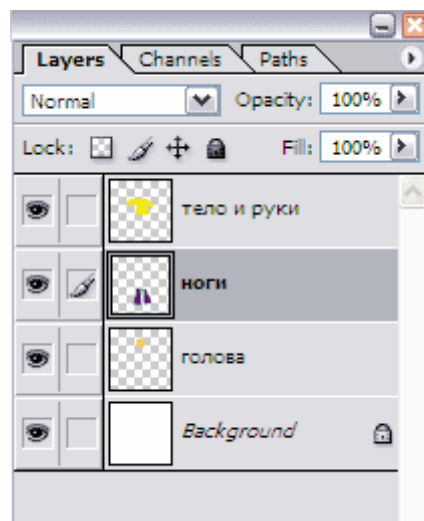 Layers Channels Paths
Normal Opacity: 100%
Lock: Fill: 100%
тело и руки
ноги
голова
Background